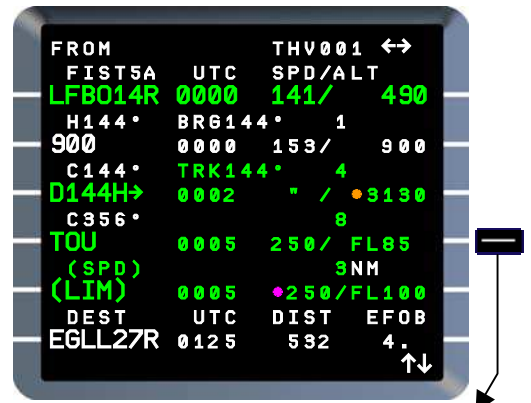 FROM THV001 ↔
FIST5A UTC SPD/ALT
LFBO14R 0000 141/ 490
H144° BRG144° 1
900 0000 153/ 900
C144° TRK144° 4
D144H→ 0002 " / *3130
C356° 8
TOU 0005 250/ FL85
(SPD) 3NM
(LIM) 0005 *250/FL100
DEST UTC DIST EFOB
EGLL27R 0125 532 4.
↑↓